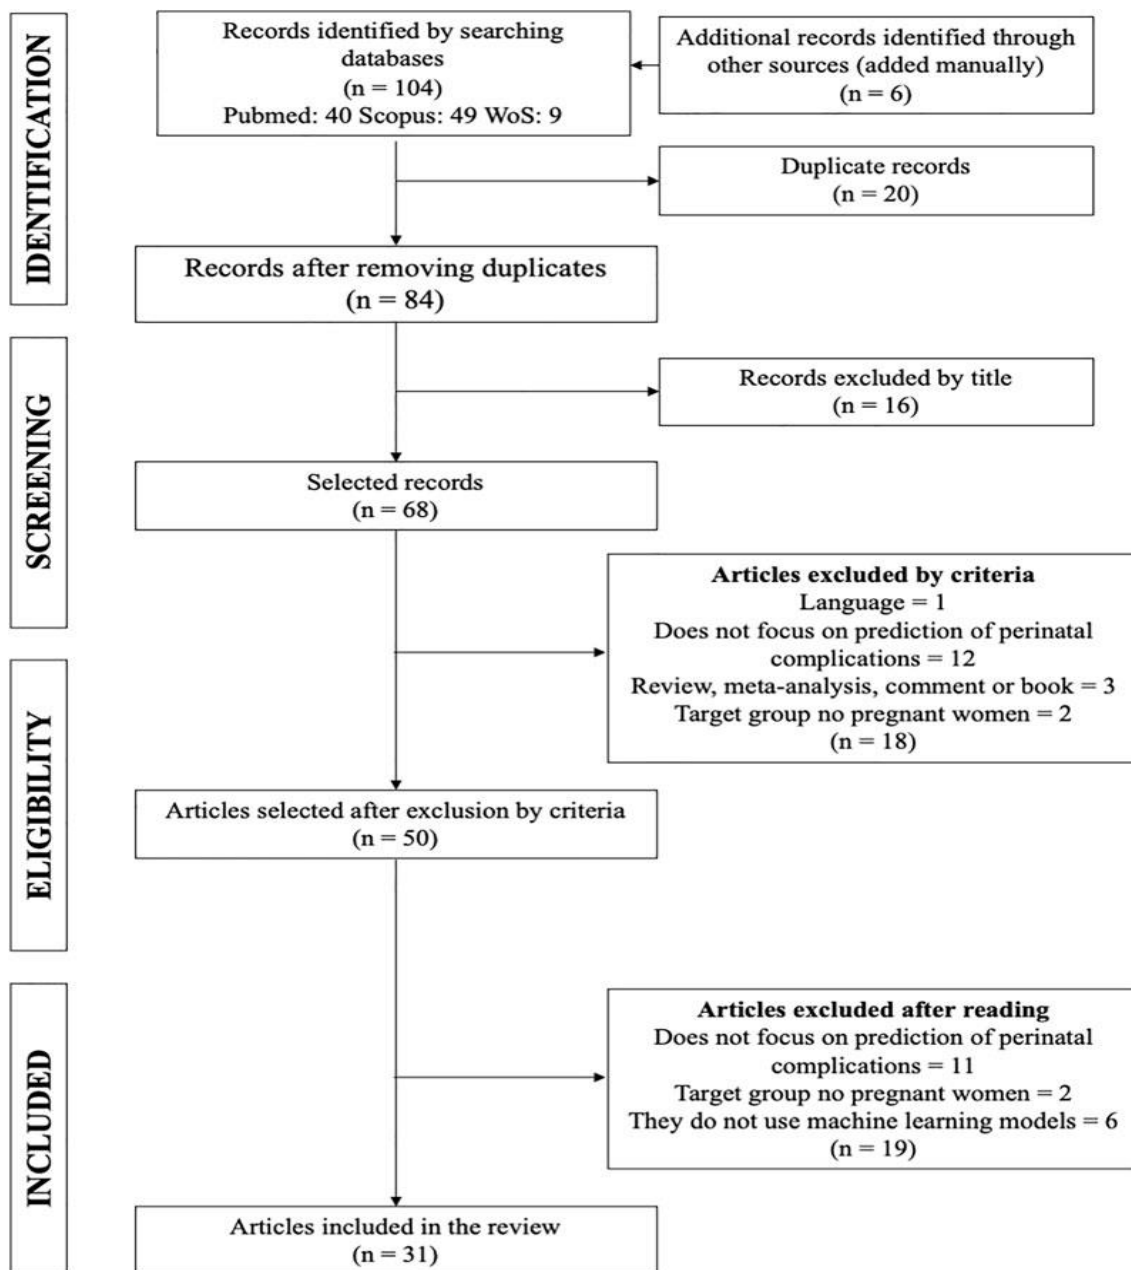 IDENTIFICATION
Records identified by searching
databases
(n = 104)
Pubmed: 40 Scopus: 49 WoS: 9
Additional records identified through
other sources (added manually)
(n = 6)
Duplicate records
(n = 20)
Records after removing duplicates
(n = 84)
SCREENING
Records excluded by title
(n = 16)
Selected records
(n = 68)
Articles excluded by criteria
Language = 1
Does not focus on prediction of perinatal
complications = 12
Review, meta-analysis, comment or book = 3
Target group no pregnant women = 2
(n = 18)
ELIGIBILITY
Articles selected after exclusion by criteria
(n = 50)
INCLUDED
Articles excluded after reading
Does not focus on prediction of perinatal
complications = 11
Target group no pregnant women = 2
They do not use machine learning models = 6
(n = 19)
Articles included in the review
(n = 31)